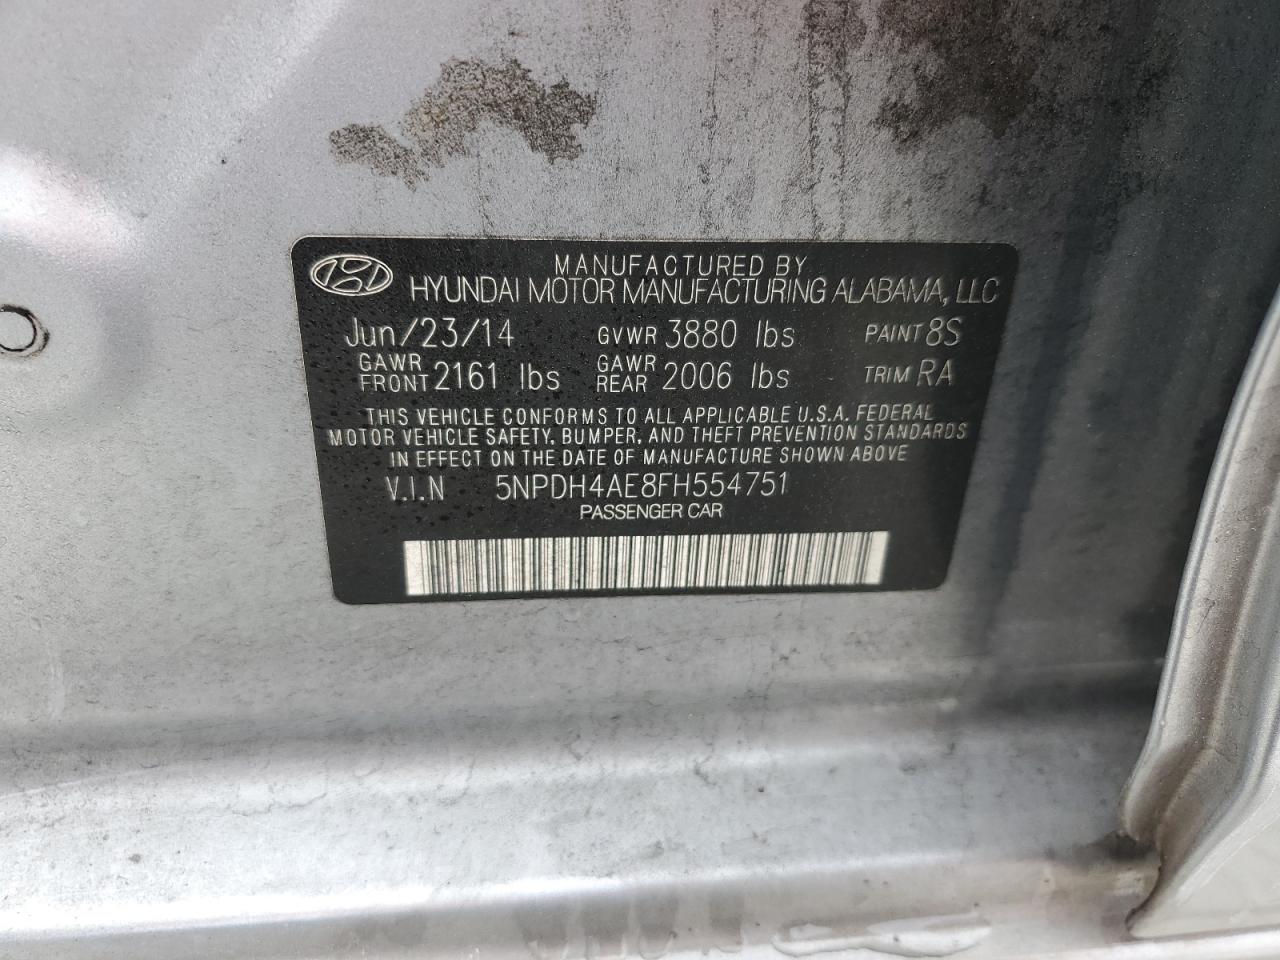 MANUFACTURED BY
HYUNDAI MOTOR MANUFACTURING ALABAMA, LLC
Jun/23/14 GVWR 3880 lbs PAINT 8S
GAWR FRONT 2161 lbs GAWR REAR 2006 lbs TRIM RA
THIS VEHICLE CONFORMS TO ALL APPLICABLE U.S.A. FEDERAL
MOTOR VEHICLE SAFETY, BUMPER, AND THEFT PREVENTION STANDARDS
IN EFFECT ON THE DATE OF MANUFACTURE SHOWN ABOVE
V.I.N 5NPDH4AE8FH554751
PASSENGER CAR